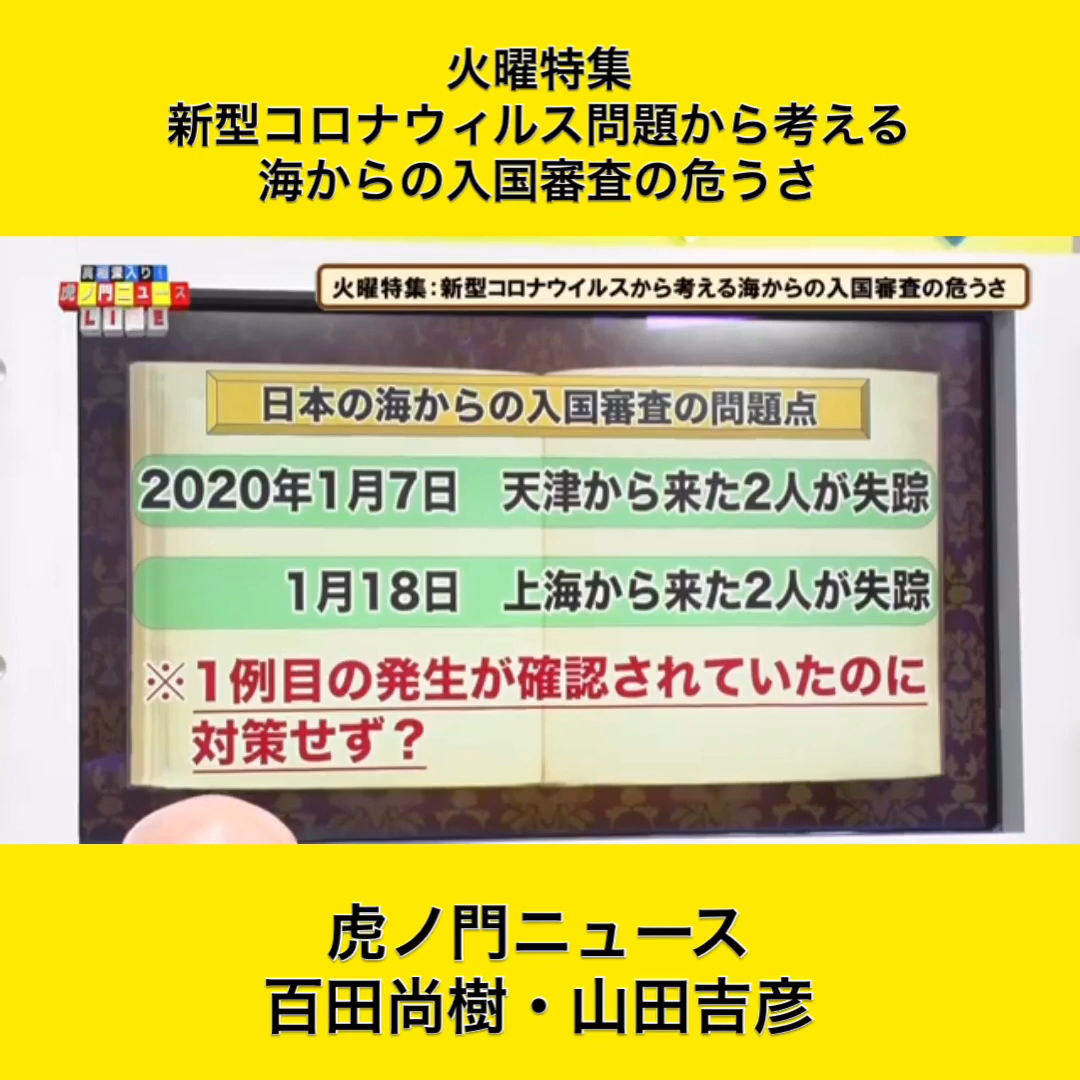 火曜特集
新型コロナウィルス問題から考える
海からの入国審査の危うさ
真相深入り!
虎ノ門ニュース
LIVE
火曜特集:新型コロナウイルスから考える海からの入国審査の危うさ
日本の海からの入国審査の問題点
2020年1月7日 天津から来た2人が失踪
1月18日 上海から来た2人が失踪
※1例目の発生が確認されていたのに
対策せず?
虎ノ門ニュース
百田尚樹・山田吉彦